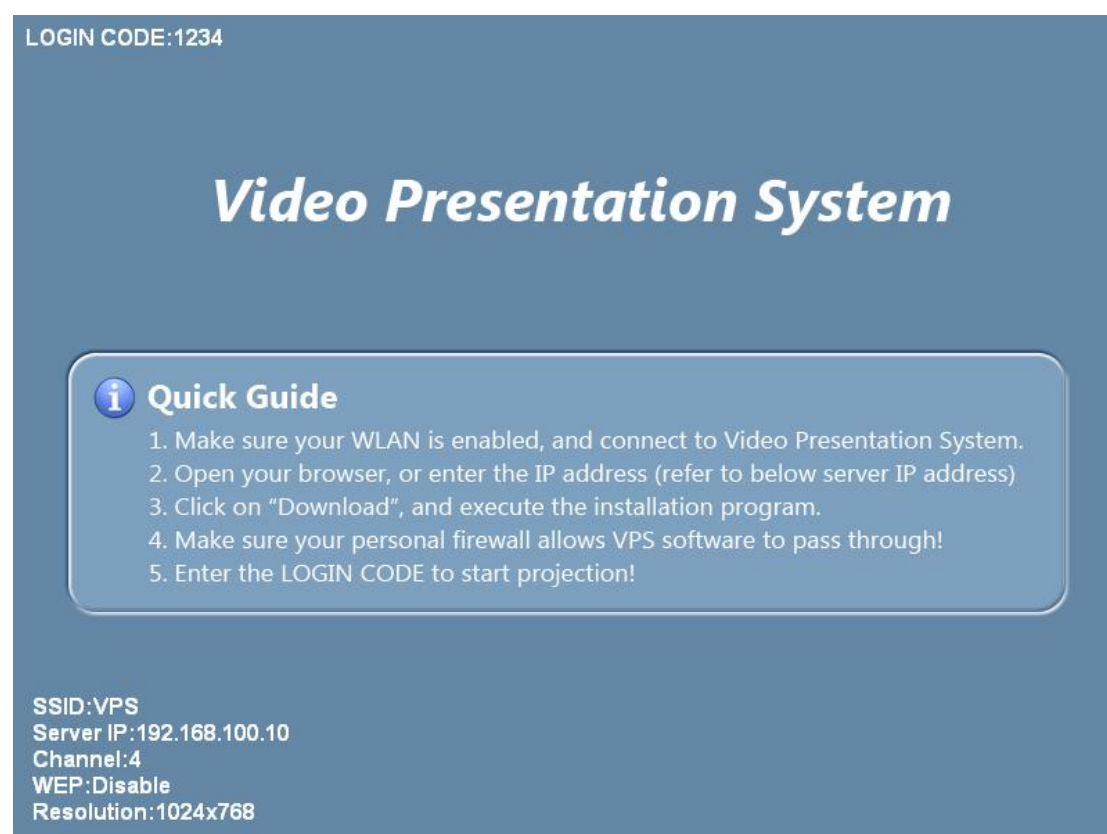 LOGIN CODE:1234
Video Presentation System
Quick Guide
1. Make sure your WLAN is enabled, and connect to Video Presentation System.
2. Open your browser, or enter the IP address (refer to below server IP address)
3. Click on “Download”, and execute the installation program.
4. Make sure your personal firewall allows VPS software to pass through!
5. Enter the LOGIN CODE to start projection!
SSID:VPS
Server IP:192.168.100.10
Channel:4
WEP:Disable
Resolution:1024x768